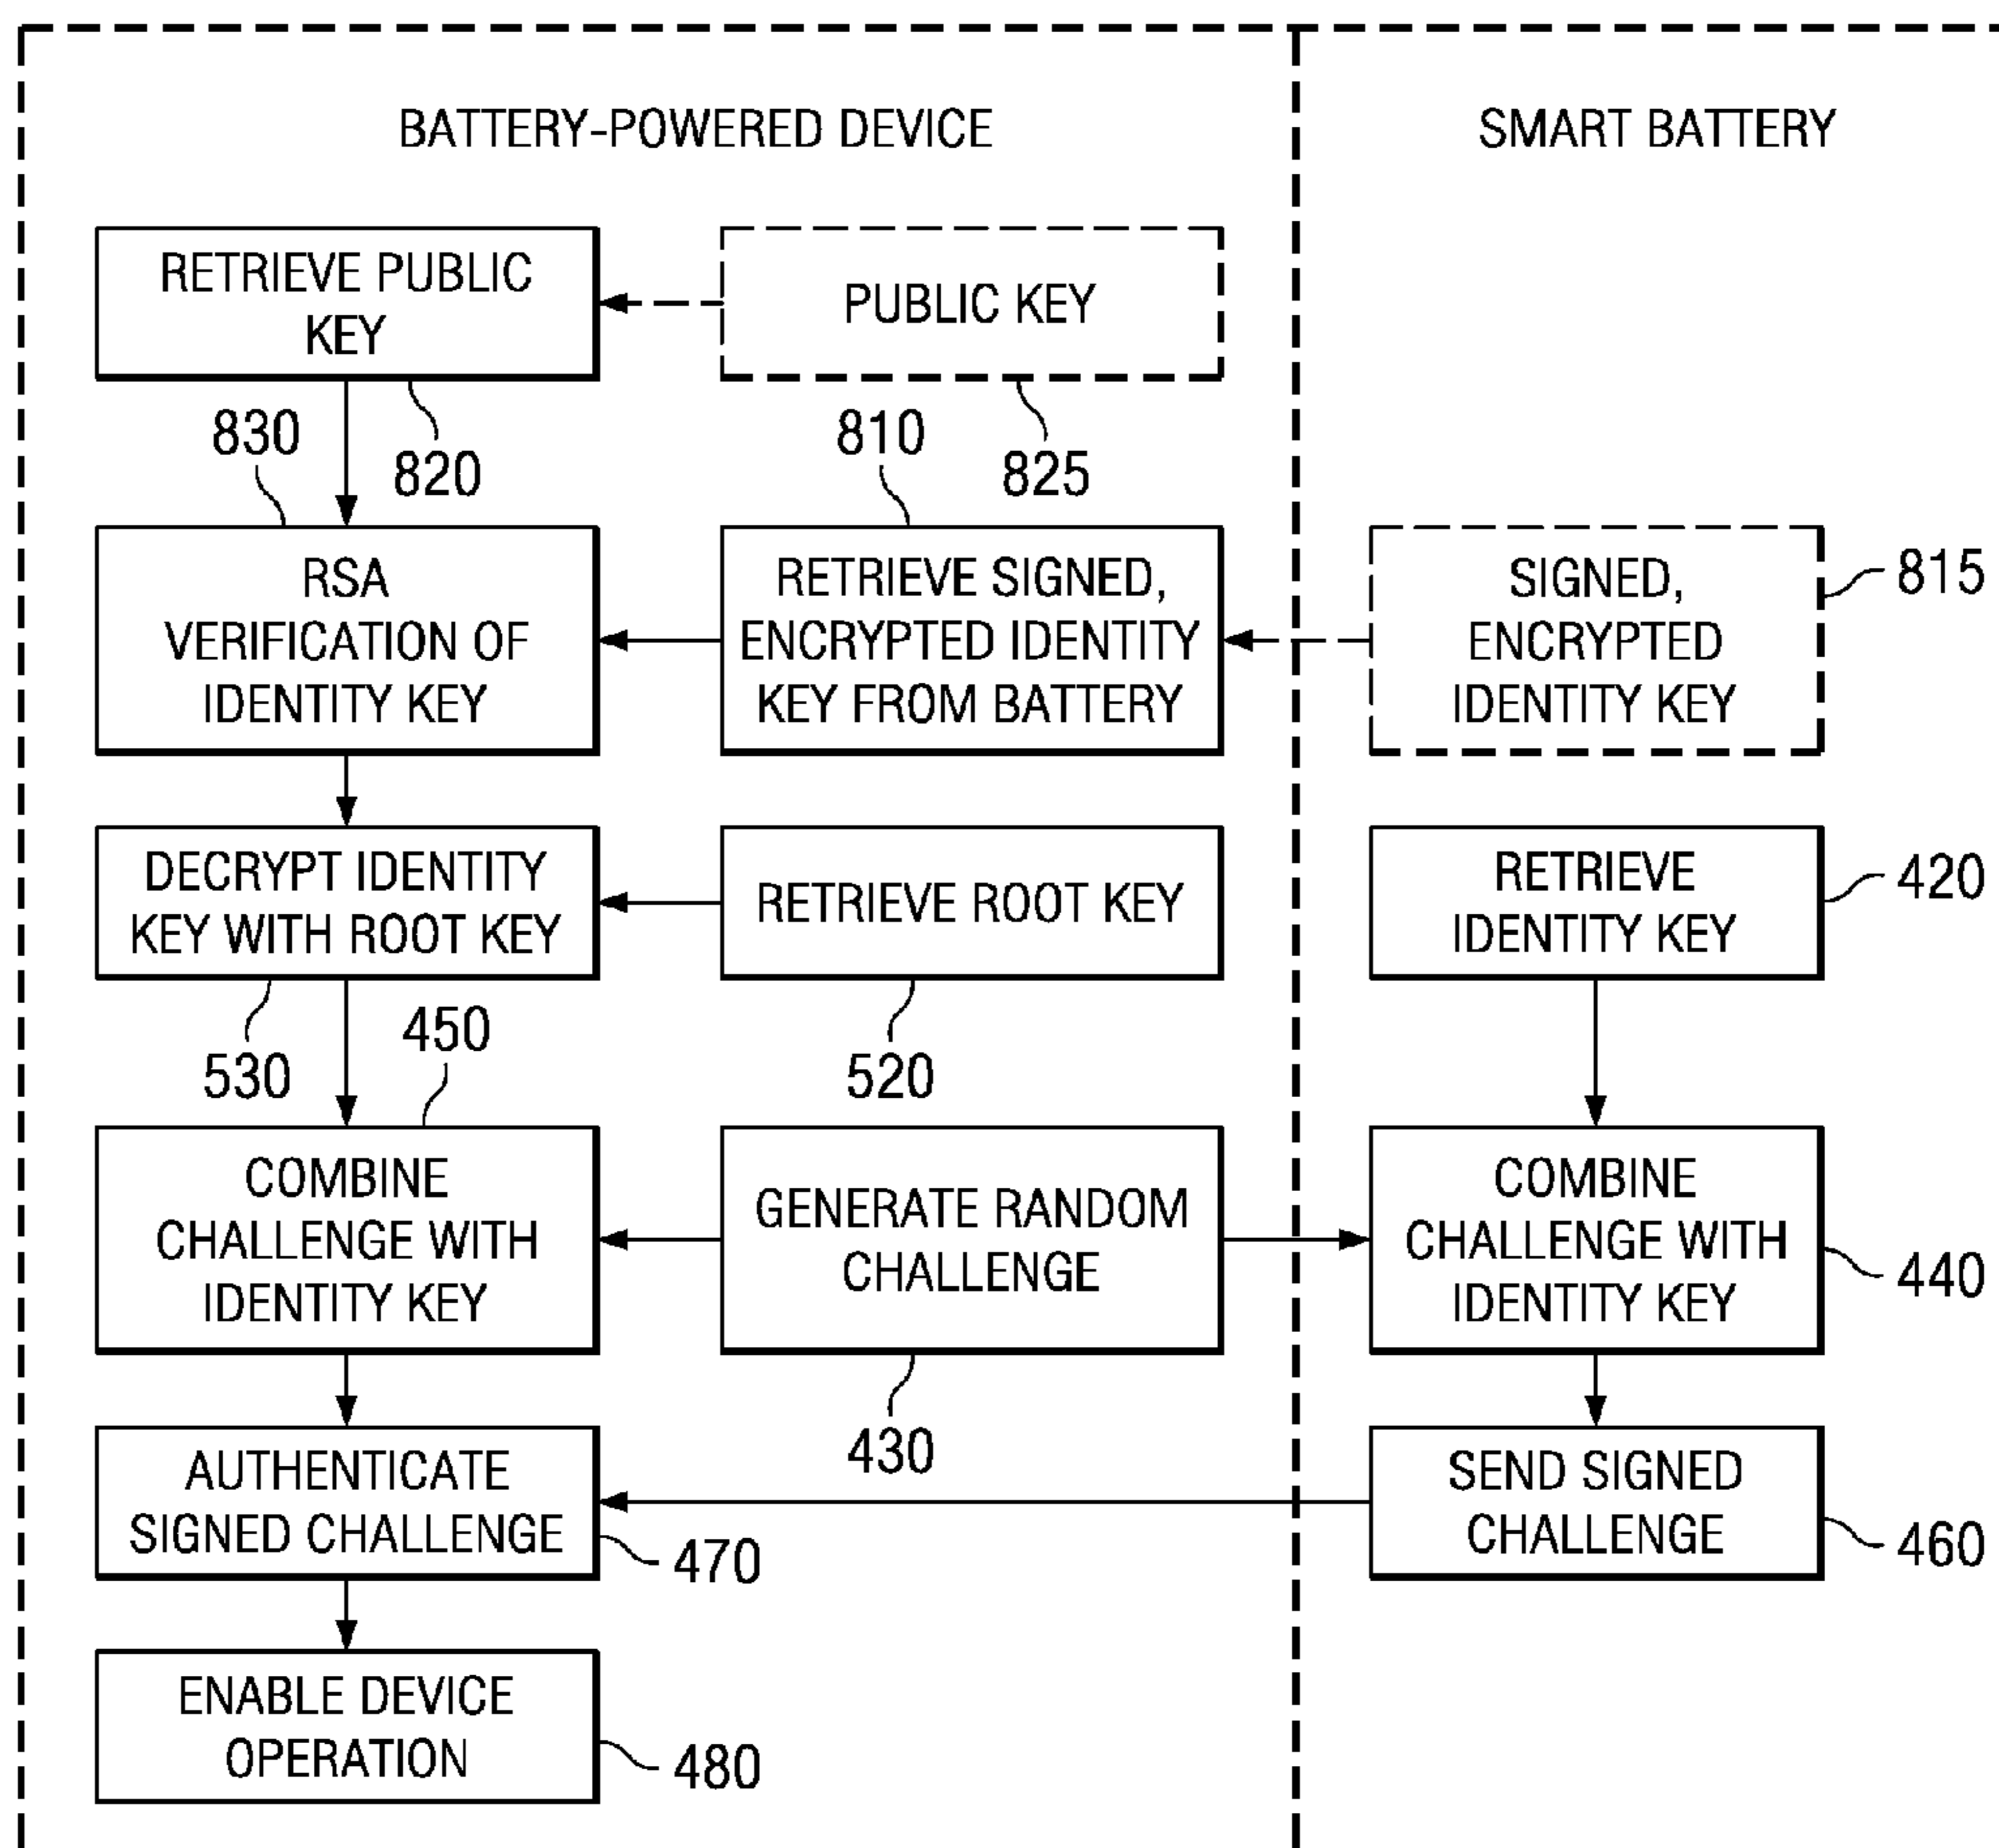 BATTERY-POWERED DEVICE
SMART BATTERY
RETRIEVE PUBLIC
KEY
PUBLIC KEY
830
820
810
825
RSA
VERIFICATION OF
IDENTITY KEY
RETRIEVE SIGNED,
ENCRYPTED IDENTITY
KEY FROM BATTERY
SIGNED,
ENCRYPTED
IDENTITY KEY
815
DECRYPT IDENTITY
KEY WITH ROOT KEY
RETRIEVE ROOT KEY
RETRIEVE
IDENTITY KEY
420
530
450
520
COMBINE
CHALLENGE WITH
IDENTITY KEY
GENERATE RANDOM
CHALLENGE
COMBINE
CHALLENGE WITH
IDENTITY KEY
440
430
AUTHENTICATE
SIGNED CHALLENGE
470
SEND SIGNED
CHALLENGE
460
ENABLE DEVICE
OPERATION
480